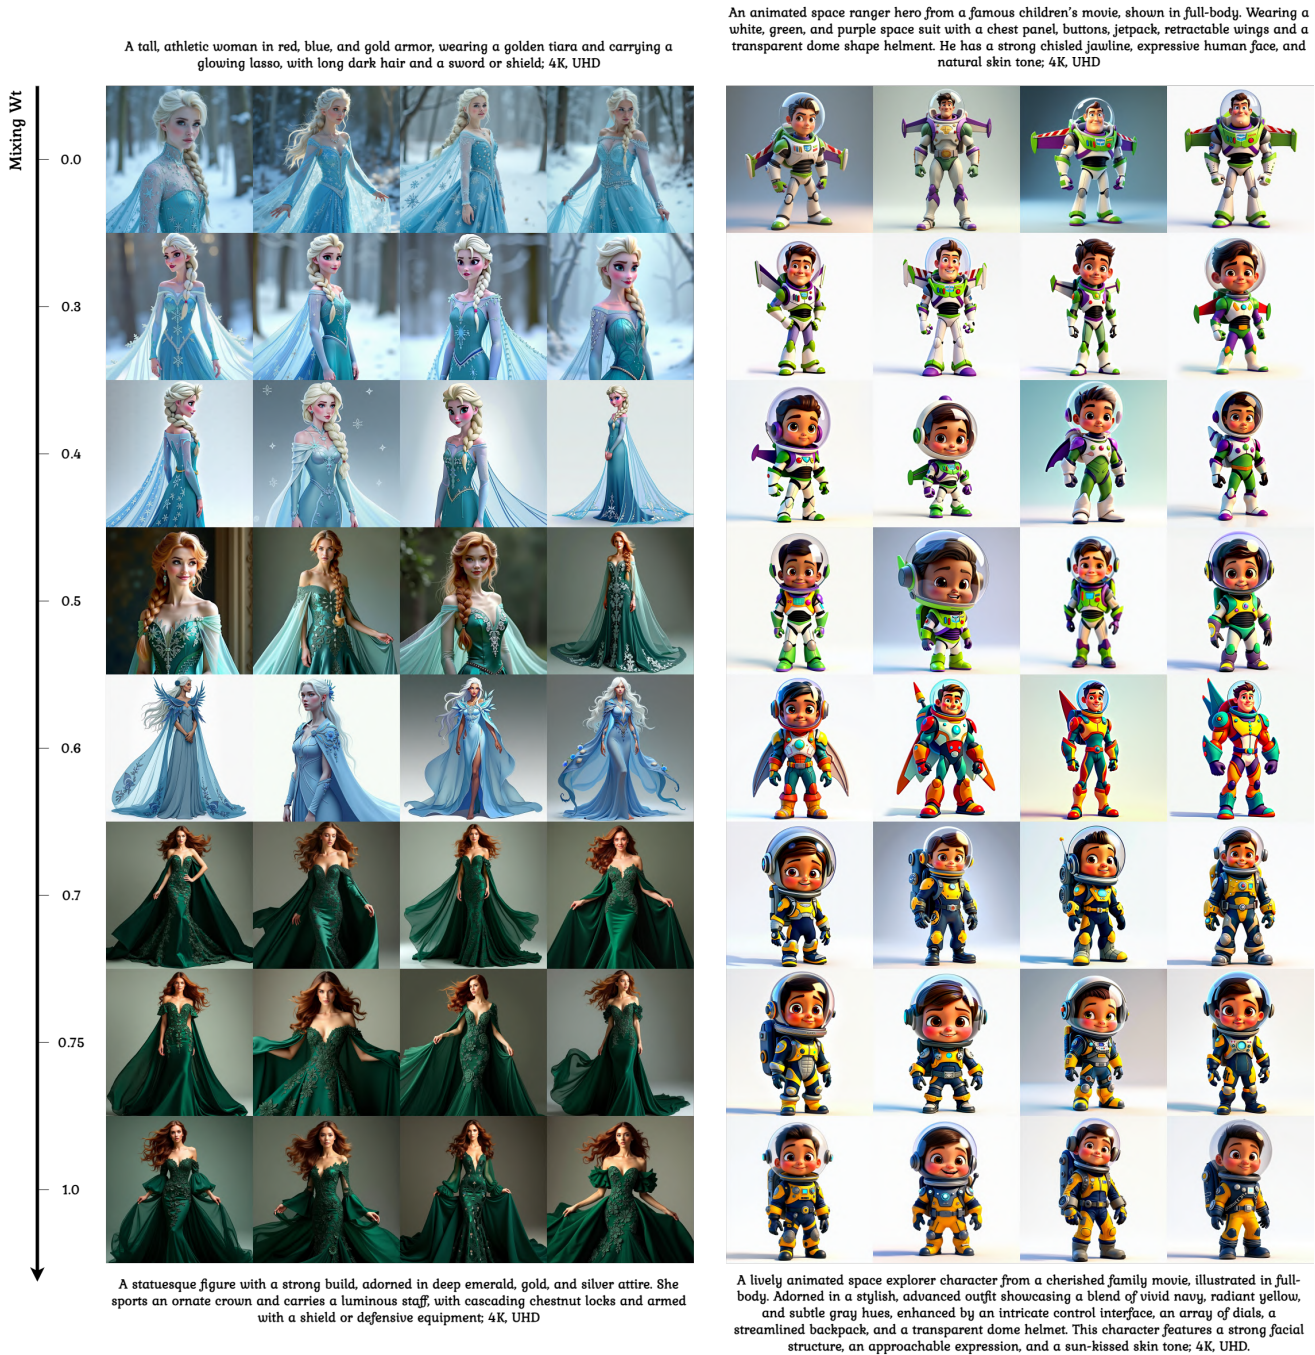 A tall, athletic woman in red, blue, and gold armor, wearing a golden tiara and carrying a
glowing lasso, with long dark hair and a sword or shield; 4K, UHD
An animated space ranger hero from a famous children's movie, shown in full-body. Wearing a
white, green, and purple space suit with a chest panel, buttons, jetpack, retractable wings and a
transparent dome shape helment. He has a strong chisled jawline, expressive human face, and
natural skin tone; 4K, UHD
Mixing Wt
0.0
0.3
0.4
0.5
0.6
0.7
0.75
1.0
A statuesque figure with a strong build, adorned in deep emerald, gold, and silver attire. She
sports an ornate crown and carries a luminous staff, with cascading chestnut locks and armed
with a shield or defensive equipment; 4K, UHD
A lively animated space explorer character from a cherished family movie, illustrated in full-
body. Adorned in a stylish, advanced outfit showcasing a blend of vivid navy, radiant yellow,
and subtle gray hues, enhanced by an intricate control interface, an array of dials, a
streamlined backpack, and a transparent dome helmet. This character features a strong facial
structure, an approachable expression, and a sun-kissed skin tone; 4K, UHD.